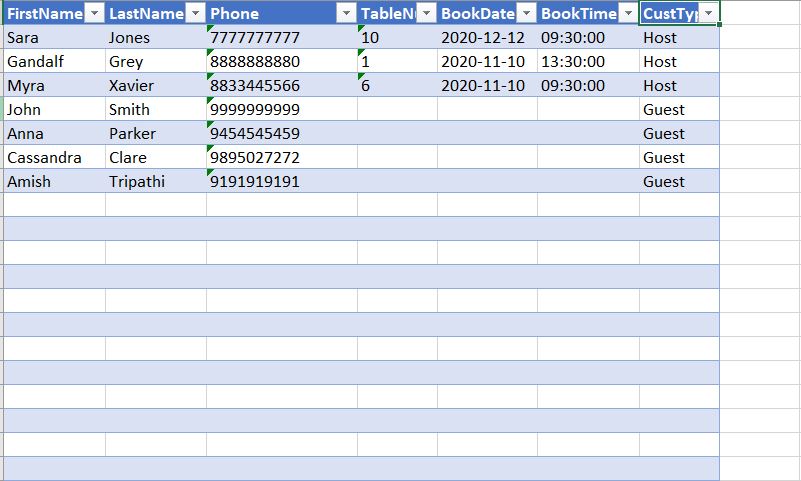 FirstName LastName Phone TableNu BookDate BookTime CustTyp
Sara Jones 7777777777 10 2020-12-12 09:30:00 Host
Gandalf Grey 8888888880 1 2020-11-10 13:30:00 Host
Myra Xavier 8833445566 6 2020-11-10 09:30:00 Host
John Smith 9999999999 Guest
Anna Parker 9454545459 Guest
Cassandra Clare 9895027272 Guest
Amish Tripathi 9191919191 Guest